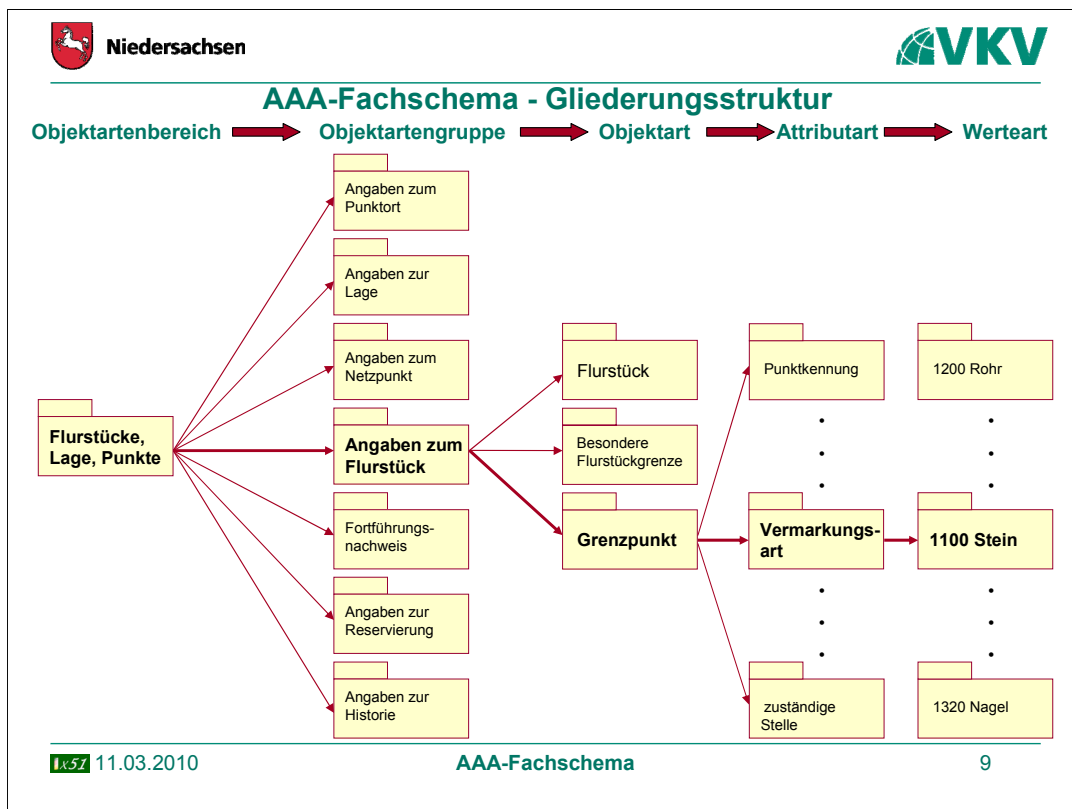 Niedersachsen
VKV
AAA-Fachschema - Gliederungsstruktur
Objektartenbereich
Objektartengruppe
Objektart
Attributart
Werteart
Flurstücke,
Lage, Punkte
Angaben zum
Punktort
Angaben zur
Lage
Angaben zum
Netzpunkt
Angaben zum
Flurstück
Fortführungs-
nachweis
Angaben zur
Reservierung
Angaben zur
Historie
Flurstück
Besondere
Flurstückgrenze
Grenzpunkt
Punktkennung
Vermarkungs-
art
zuständige
Stelle
1200 Rohr
1100 Stein
1320 Nagel
11.03.2010
AAA-Fachschema
9